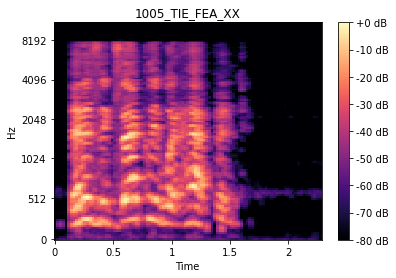 1005_TIE_FEA_XX
+0 dB
8192
-10 dB
4096
-20 dB
-30 dB
2048
Hz
-40 dB
1024
-50 dB
512
-60 dB
-70 dB
0
-80 dB
0 0.5 1 1.5 2
Time